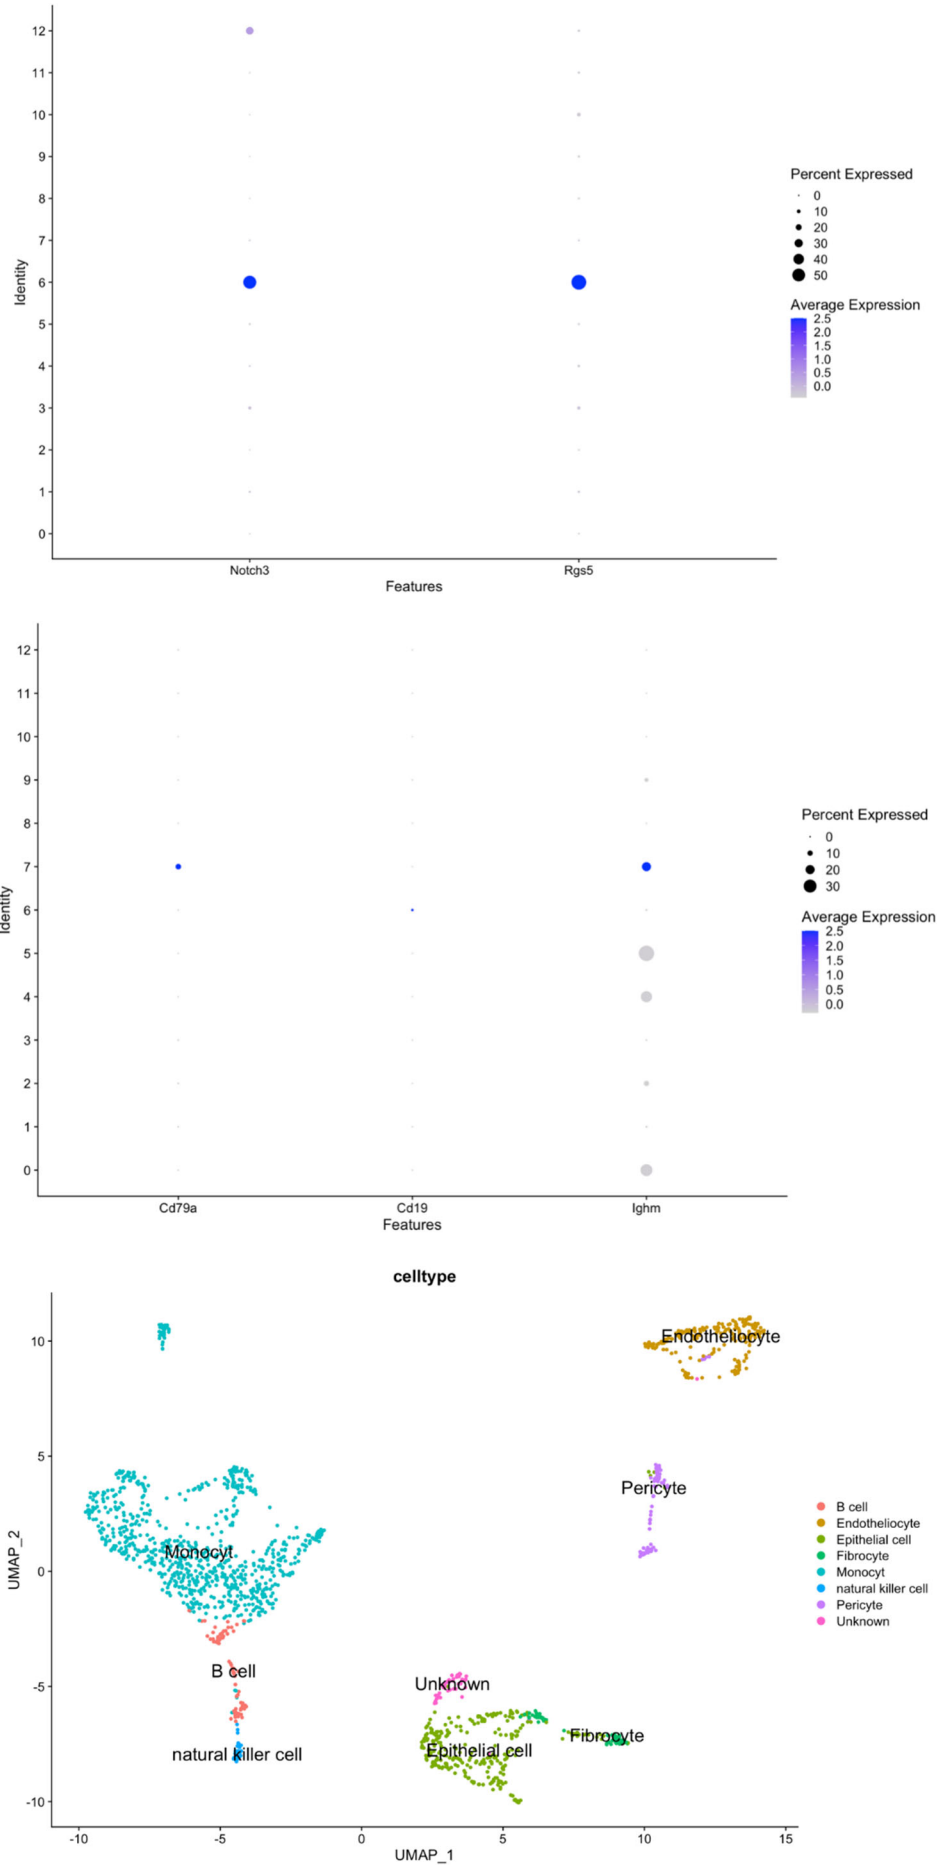 12
11
10
9
8
7
6
5
4
3
2
1
0
Identity
Notch3
Rgs5
Features
Percent Expressed
0
10
20
30
40
50
Average Expression
2.5
2.0
1.5
1.0
0.5
0.0
12
11
10
9
8
7
6
5
4
3
2
1
0
Identity
Cd79a
Cd19
Ighm
Features
Percent Expressed
0
10
20
30
Average Expression
2.5
2.0
1.5
1.0
0.5
0.0
celltype
10
5
0
-5
-10
UMAP_2
Endotheliocyte
Pericyte
Monocyt
B cell
natural killer cell
Unknown
Epithelial cell
Fibrocyte
-10
-5
0
5
10
15
UMAP_1
B cell
Endotheliocyte
Epithelial cell
Fibrocyte
Monocyt
natural killer cell
Pericyte
Unknown